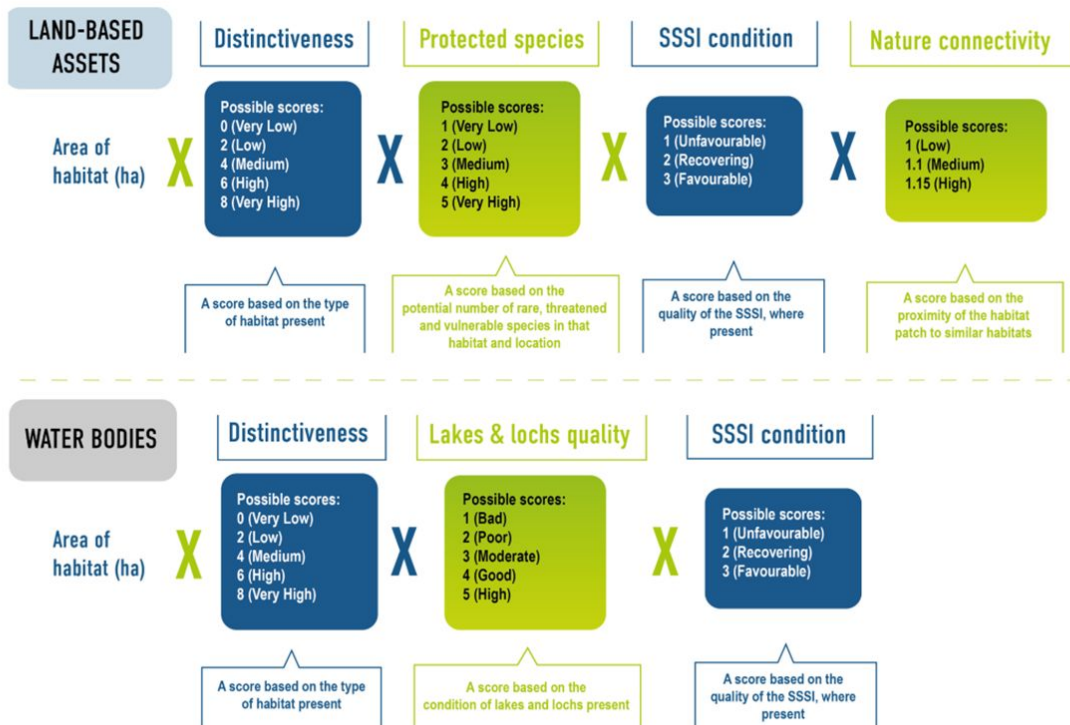 LAND-BASED
ASSETS
Distinctiveness
Protected species
SSSI condition
Nature connectivity
Area of
habitat (ha)
X
Possible scores:
0 (Very Low)
2 (Low)
4 (Medium)
6 (High)
8 (Very High)
X
Possible scores:
1 (Very Low)
2 (Low)
3 (Medium)
4 (High)
5 (Very High)
X
Possible scores:
1 (Unfavourable)
2 (Recovering)
3 (Favourable)
X
Possible scores:
1 (Low)
1.1 (Medium)
1.15 (High)
A score based on the type
of habitat present
A score based on the
potential number of rare, threatened
and vulnerable species in that
habitat and location
A score based on the
quality of the SSSI, where
present
A score based on the
proximity of the habitat
patch to similar habitats
WATER BODIES
Distinctiveness
Lakes & lochs quality
SSSI condition
Area of
habitat (ha)
X
Possible scores:
0 (Very Low)
2 (Low)
4 (Medium)
6 (High)
8 (Very High)
X
Possible scores:
1 (Bad)
2 (Poor)
3 (Moderate)
4 (Good)
5 (High)
X
Possible scores:
1 (Unfavourable)
2 (Recovering)
3 (Favourable)
A score based on the type
of habitat present
A score based on the
condition of lakes and lochs present
A score based on the
quality of the SSSI, where
present